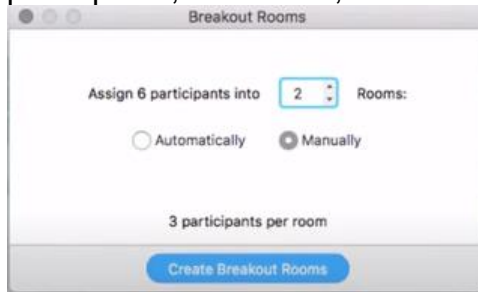 Breakout Rooms
Assign 6 participants into 2 Rooms:
Automatically Manually
3 participants per room
Create Breakout Rooms